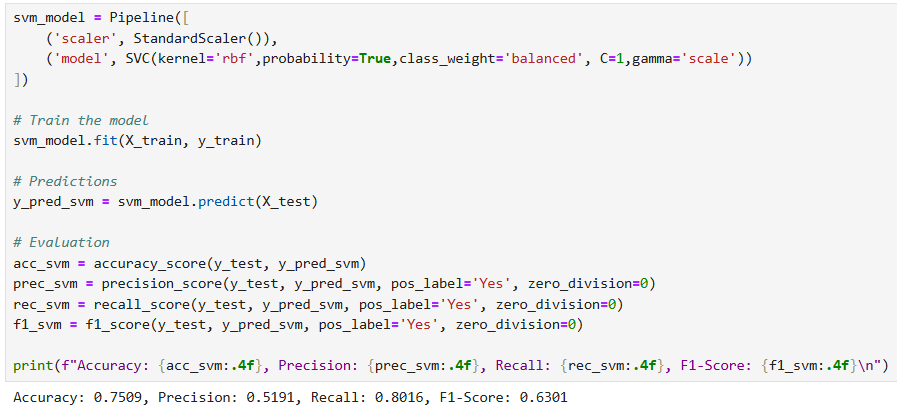 svm_model = Pipeline([
    ('scaler', StandardScaler()),
    ('model', SVC(kernel='rbf',probability=True,class_weight='balanced', C=1,gamma='scale'))
])
# Train the model
svm_model.fit(X_train, y_train)
# Predictions
y_pred_svm = svm_model.predict(X_test)
# Evaluation
acc_svm = accuracy_score(y_test, y_pred_svm)
prec_svm = precision_score(y_test, y_pred_svm, pos_label='Yes', zero_division=0)
rec_svm = recall_score(y_test, y_pred_svm, pos_label='Yes', zero_division=0)
f1_svm = f1_score(y_test, y_pred_svm, pos_label='Yes', zero_division=0)
print(f"Accuracy: {acc_svm:.4f}, Precision: {prec_svm:.4f}, Recall: {rec_svm:.4f}, F1-Score: {f1_svm:.4f}\n")
Accuracy: 0.7509, Precision: 0.5191, Recall: 0.8016, F1-Score: 0.6301